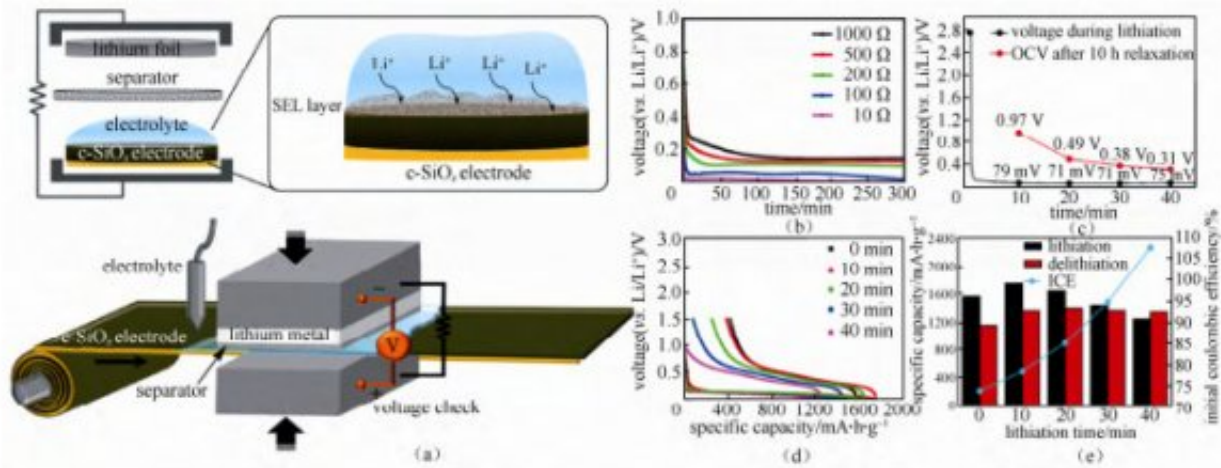 lithium foil
separator
electrolyte
c-SiOx electrode
SEL layer
Li⁺ Li⁺ Li⁺ Li⁺
c-SiOx electrode
electrolyte
c-SiOx electrode
separator
lithium metal
−
V
+
voltage check
(a)
voltage(vs. Li/Li⁺)/V
0.6
0.4
0.2
0
0 50 100 150 200 250 300
1000 Ω
500 Ω
200 Ω
100 Ω
10 Ω
time/min
(b)
voltage(vs. Li/Li⁺)/V
2.8
2.4
2.0
1.6
1.2
0.8
0.4
voltage during lithiation
OCV after 10 h relaxation
0.97 V
0.49 V
0.38 V
0.31 V
79 mV 71 mV 71 mV 75 mV
10 20 30 40
time/min
(c)
voltage(vs. Li/Li⁺)/V
3.0
2.5
2.0
1.5
1.0
0.5
0 400 800 1200 1600 2000
0 min
10 min
20 min
30 min
40 min
specific capacity/mA·h·g⁻¹
(d)
specific capacity/mA·h·g⁻¹
2400
2000
1600
1200
800
400
lithiation
delithiation
ICE
110
105
100
95
90
85
80
75
70
initial coulombic efficiency/%
0 10 20 30 40
lithiation time/min
(e)